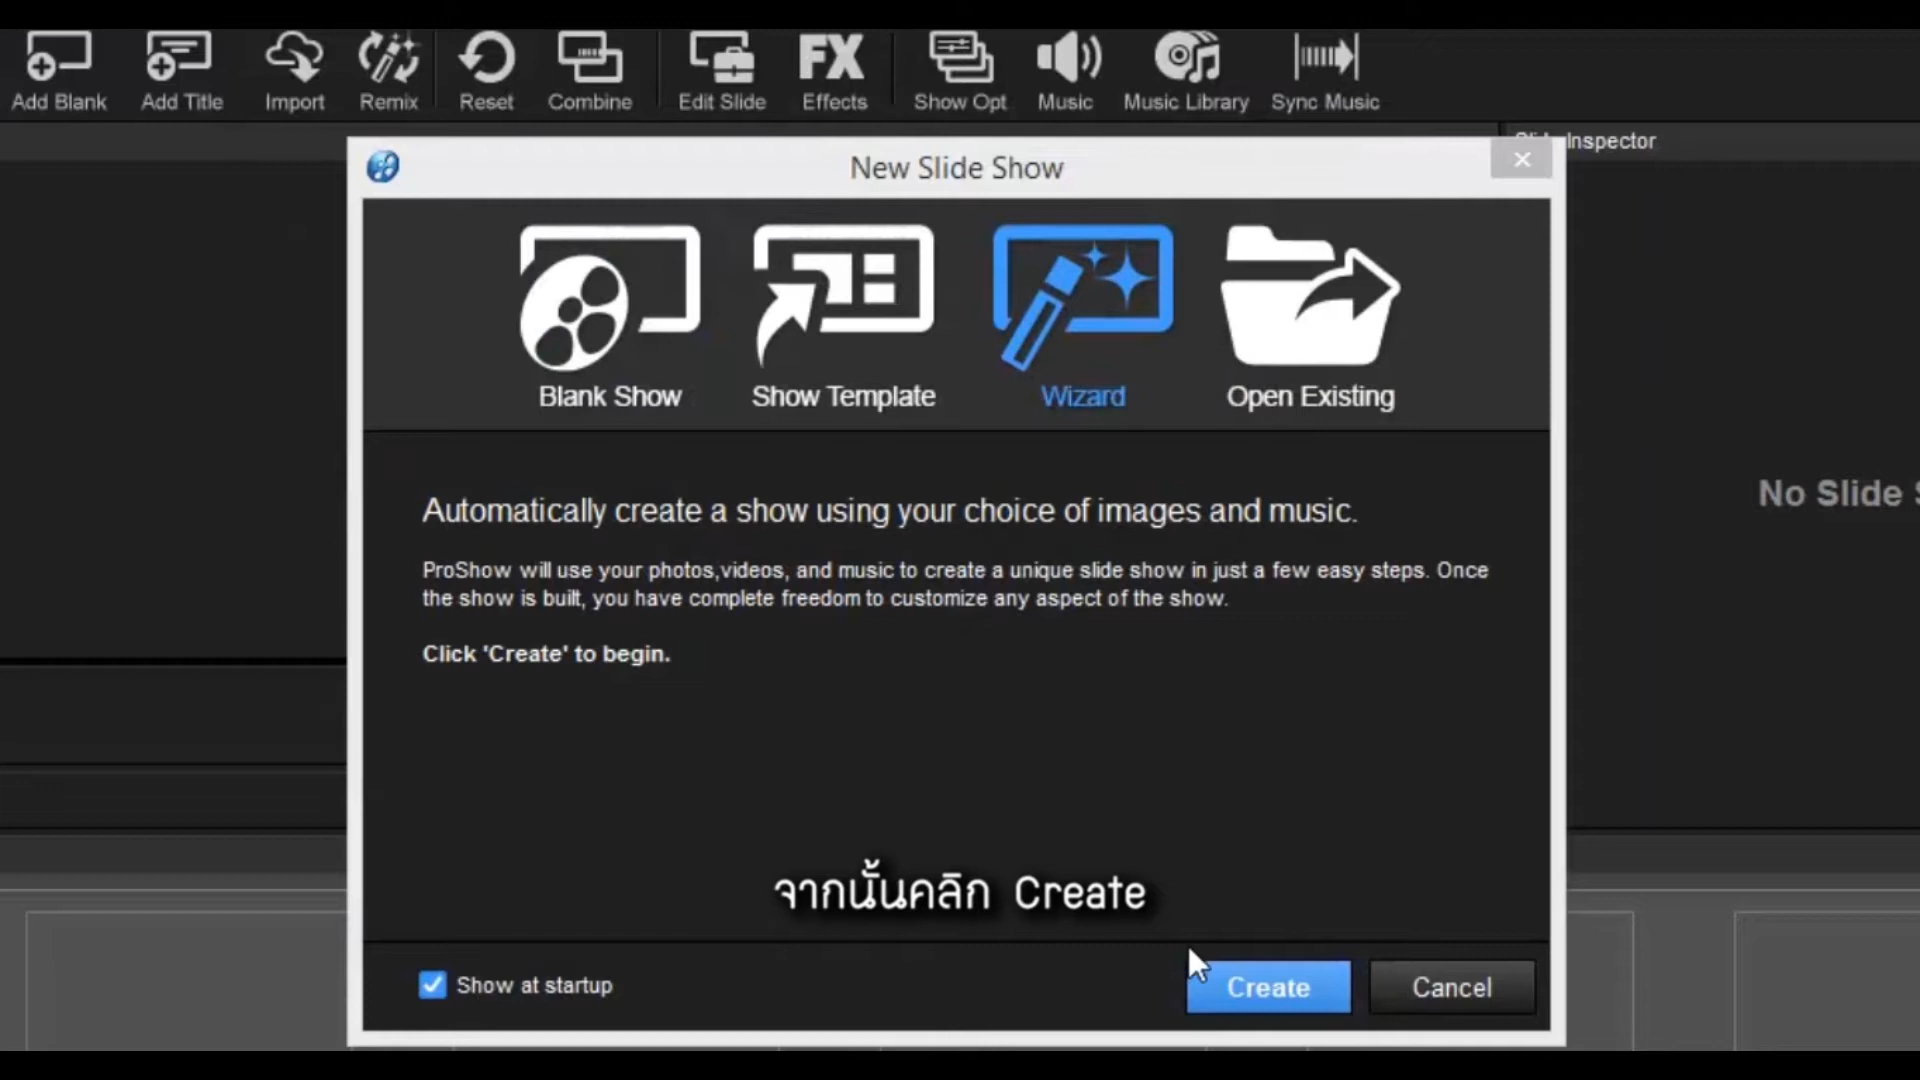 Add Blank
Add Title
Import
Remix
Reset
Combine
Edit Slide
Effects
Show Opt
Music
Music Library
Sync Music
FX
Inspector
New Slide Show
Blank Show
Show Template
Wizard
Open Existing
No Slide
Automatically create a show using your choice of images and music.
ProShow will use your photos,videos, and music to create a unique slide show in just a few easy steps. Once
the show is built, you have complete freedom to customize any aspect of the show.
Click 'Create' to begin.
จากนั้นคลิก Create
Show at startup
Create
Cancel